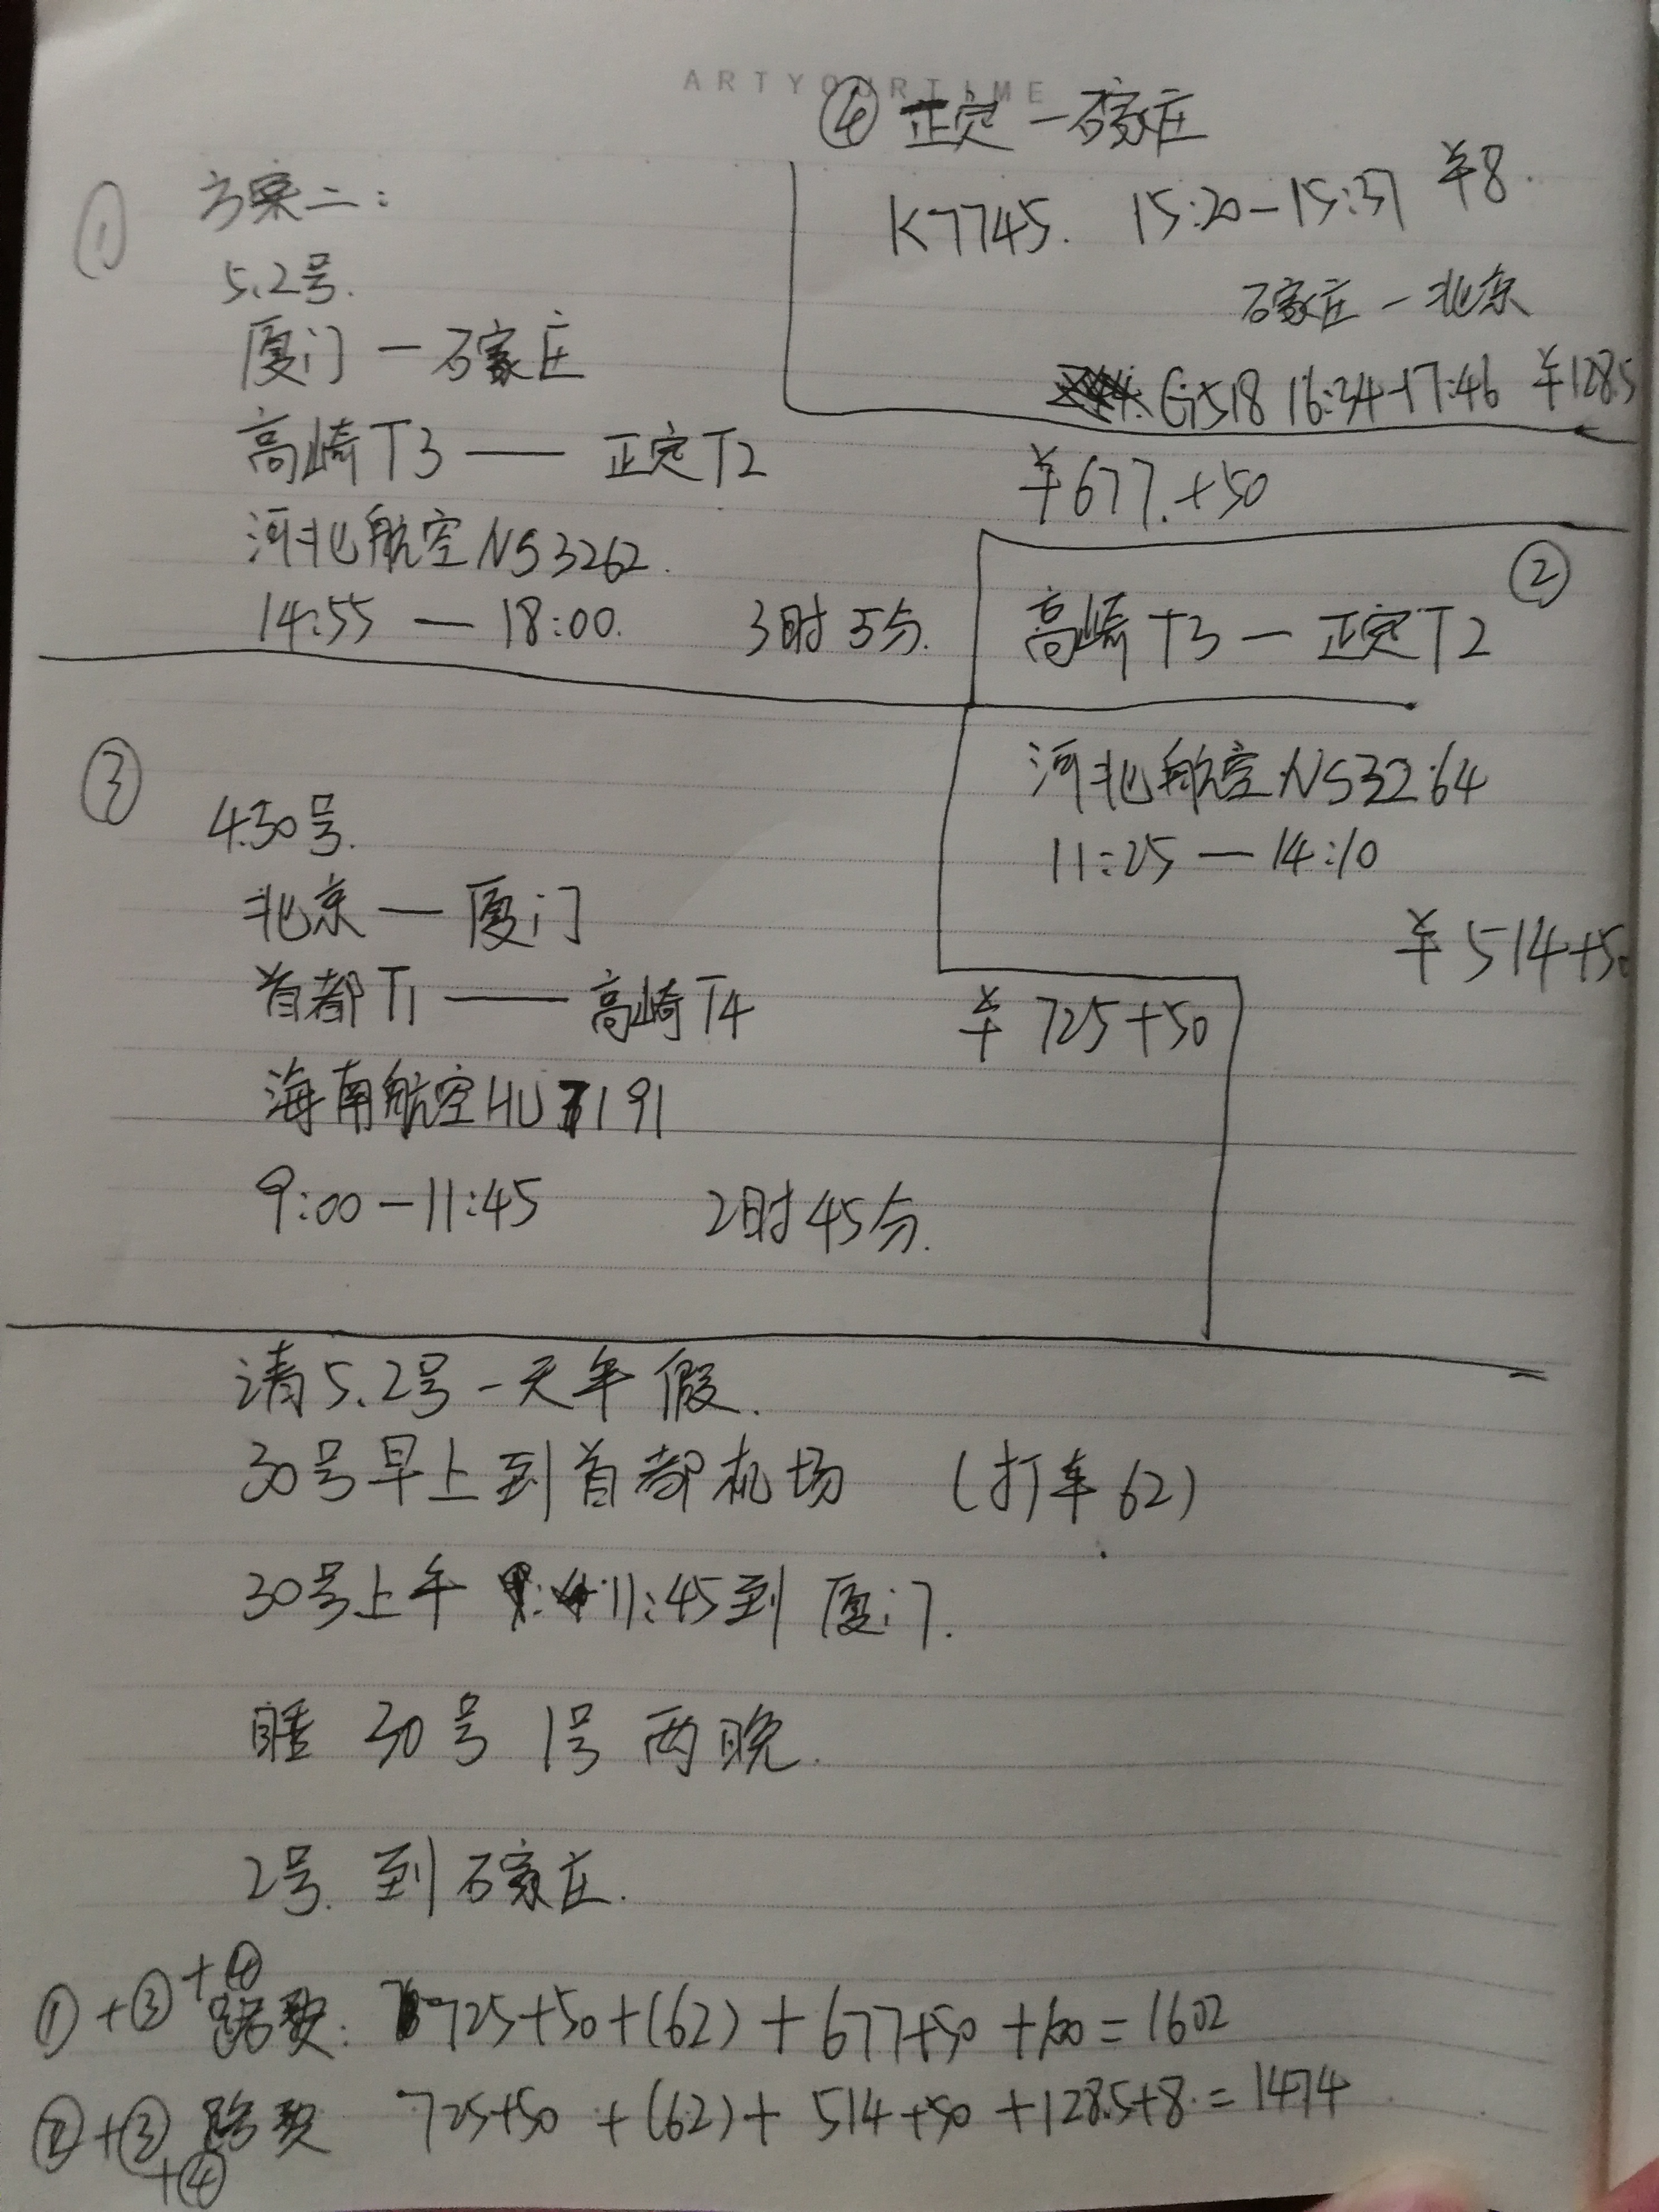 ARTYOURTIME
④ 正定－石家庄
K7745. 15:20－15:37 ¥8.
石家庄－北京
G518 16:34-17:46 ¥128.5
① 方案二：
5.2号.
厦门－石家庄
高崎T3——正定T2
河北航空NS3262.
14:55—18:00. 3时5分.
¥677.+50
②
高崎T3－正定T2
河北航空NS3264
11:25—14:10
¥514+50
③
4.30号.
北京—厦门
首都T1——高崎T4
¥725+50
海南航空HU7191
9:00－11:45 2时45分.
请5.2号一天年假.
30号早上到首都机场 (打车62)
30号上午 11:45到厦门.
睡 30号 1号 两晚.
2号. 到石家庄.
①+③+④ 路费: 725+50+(62)+677+50+ =1602
②+③+④ 路费 725+50+(62)+514+50+128.5+8.=1474